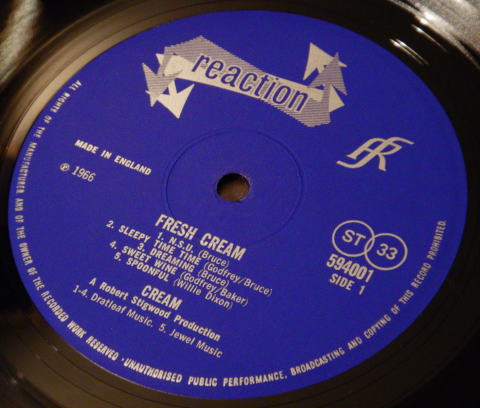 reaction
MADE IN ENGLAND
℗ 1966
ST 33
594001
SIDE 1
FRESH CREAM
1. N.S.U. (Bruce)
2. SLEEPY TIME TIME (Godfrey/Bruce)
3. DREAMING (Bruce)
4. SWEET WINE (Godfrey/Baker)
5. SPOONFUL (Willie Dixon)
CREAM
A Robert Stigwood Production
1-4. Dratleaf Music. 5. Jewel Music
ALL RIGHTS OF THE MANUFACTURER AND OF THE OWNER OF THE RECORDED WORK RESERVED · UNAUTHORISED PUBLIC PERFORMANCE, BROADCASTING AND COPYING OF THIS RECORD PROHIBITED.